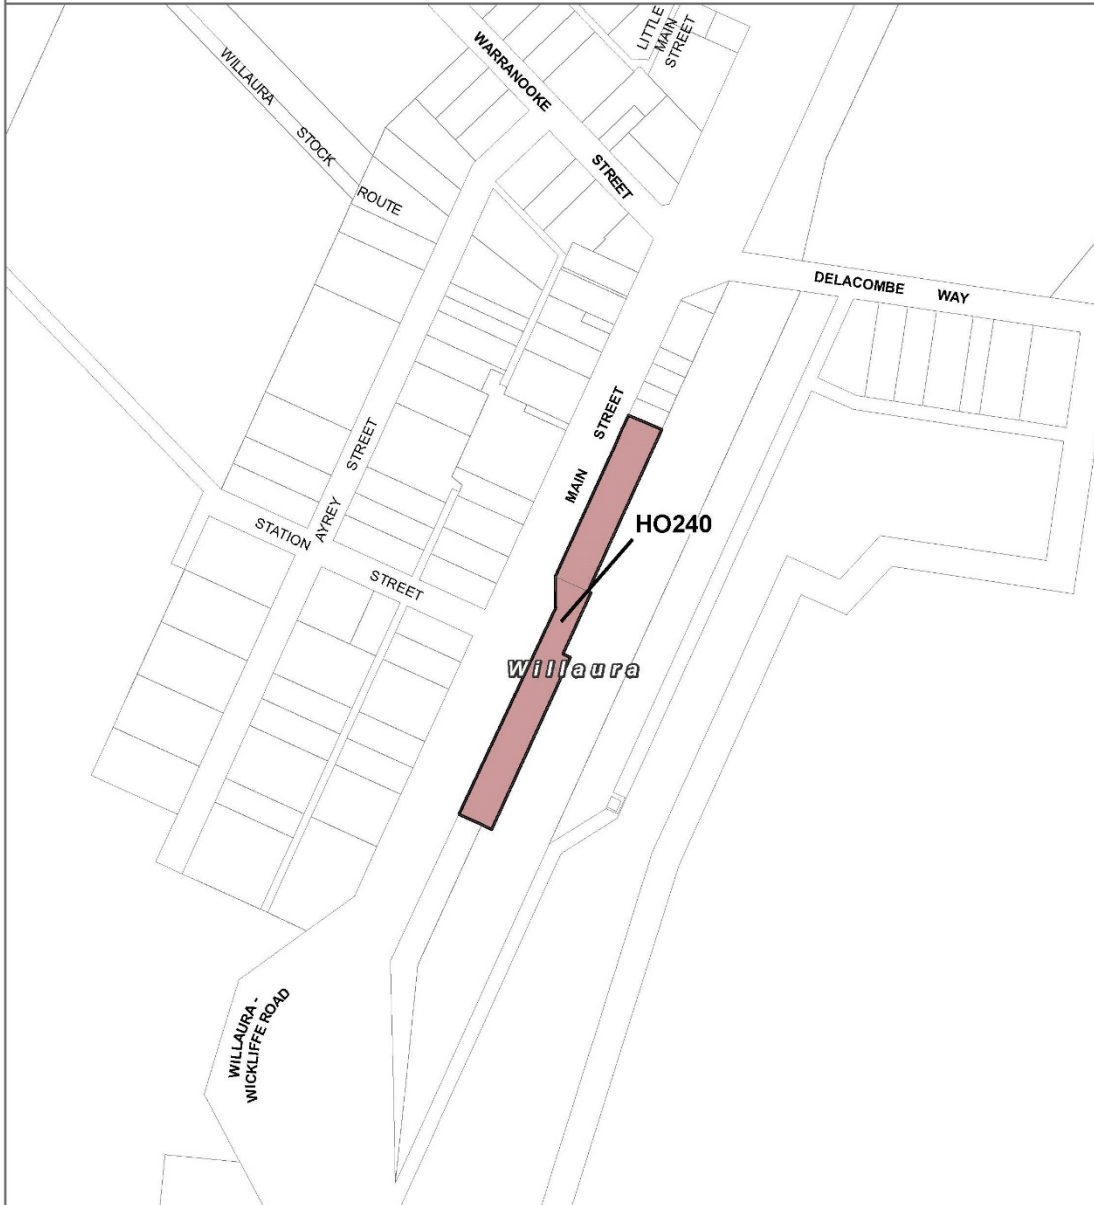 LITTLE
MAIN
STREET
WARRANOOKE
STREET
WILLAURA
STOCK
ROUTE
DELACOMBE WAY
MAIN
STREET
AYREY
STREET
STATION
STREET
HO240
Willaura
WILLAURA -
WICKLIFFE ROAD